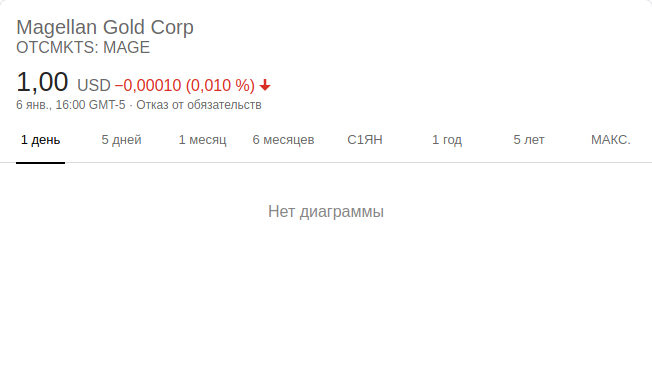 Magellan Gold Corp
OTCMKTS: MAGE
1,00 USD −0,00010 (0,010 %)
6 янв., 16:00 GMT-5 · Отказ от обязательств
1 день 5 дней 1 месяц 6 месяцев С1ЯН 1 год 5 лет МАКС.
Нет диаграммы